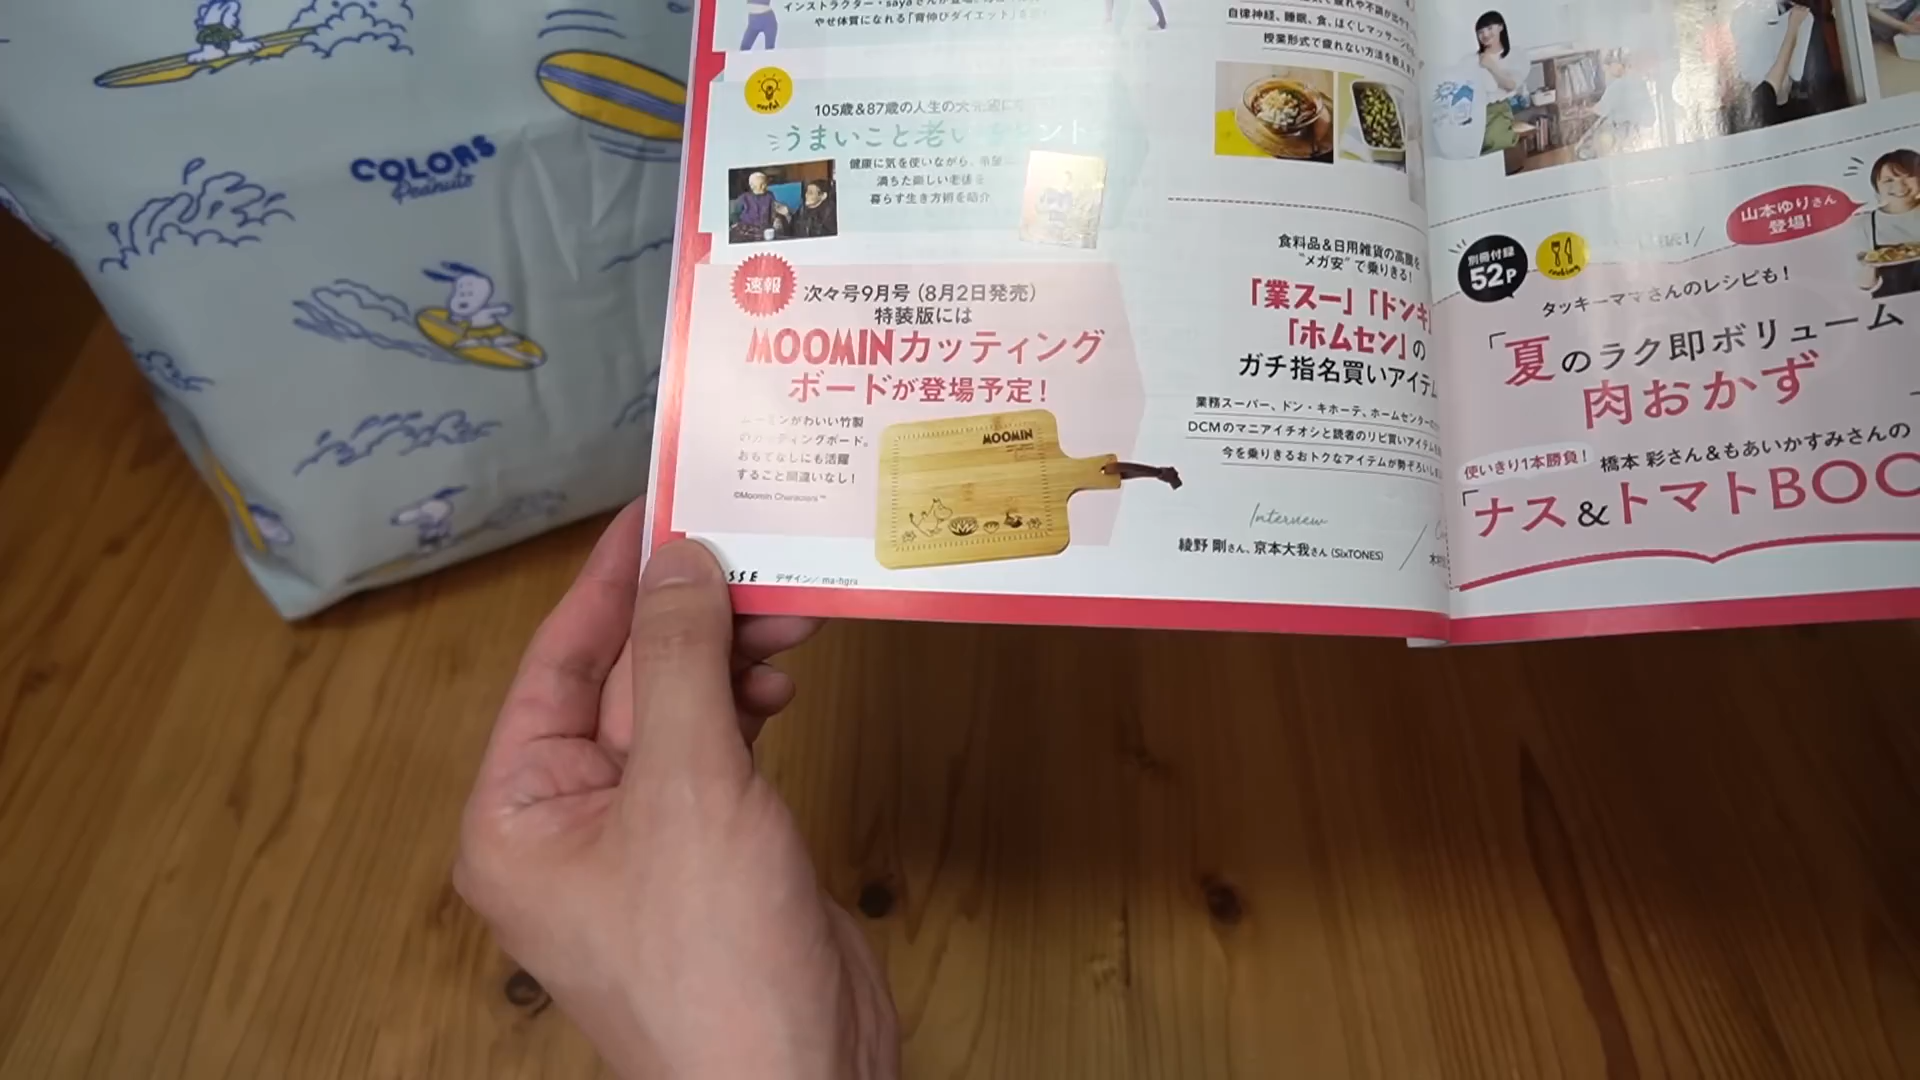 COLORS
Peanuts
やせ体質になれる「背伸びダイエット」を
useful
105歳&87歳の人生の大先輩に
うまいこと老い
健康に気を使いながら、希望に
満ちた楽しい老後を
暮らす生き方術を紹介
速報
次々号9月号(8月2日発売)
特装版には
MOOMINカッティング
ボードが登場予定!
ムーミンがかわいい竹製
のカッティングボード。
おもてなしにも活躍
すること間違いなし!
©Moomin Characters™
MOOMIN
SSE デザイン/ma-hgra
自律神経、睡眠、食、ほぐしマッサージ
授業形式で疲れない方法を教えます
食料品&日用雑貨の高騰を
"メガ安"で乗りきる!
「業スー」「ドンキ」
「ホムセン」の
ガチ指名買いアイテム
業務スーパー、ドン・キホーテ、ホームセンター
DCMのマニアイチオシと読者のリピ買いアイテム
今を乗りきるおトクなアイテムが勢ぞろい
Interview
綾野 剛さん、京本大我さん(SixTONES)
山本ゆりさん
登場!
別冊付録
52P
cooking
タッキーママさんのレシピも!
「夏のラク即ボリューム
肉おかず
使いきり1本勝負!
橋本 彩さん&もあいかすみさんの
「ナス&トマトBOO